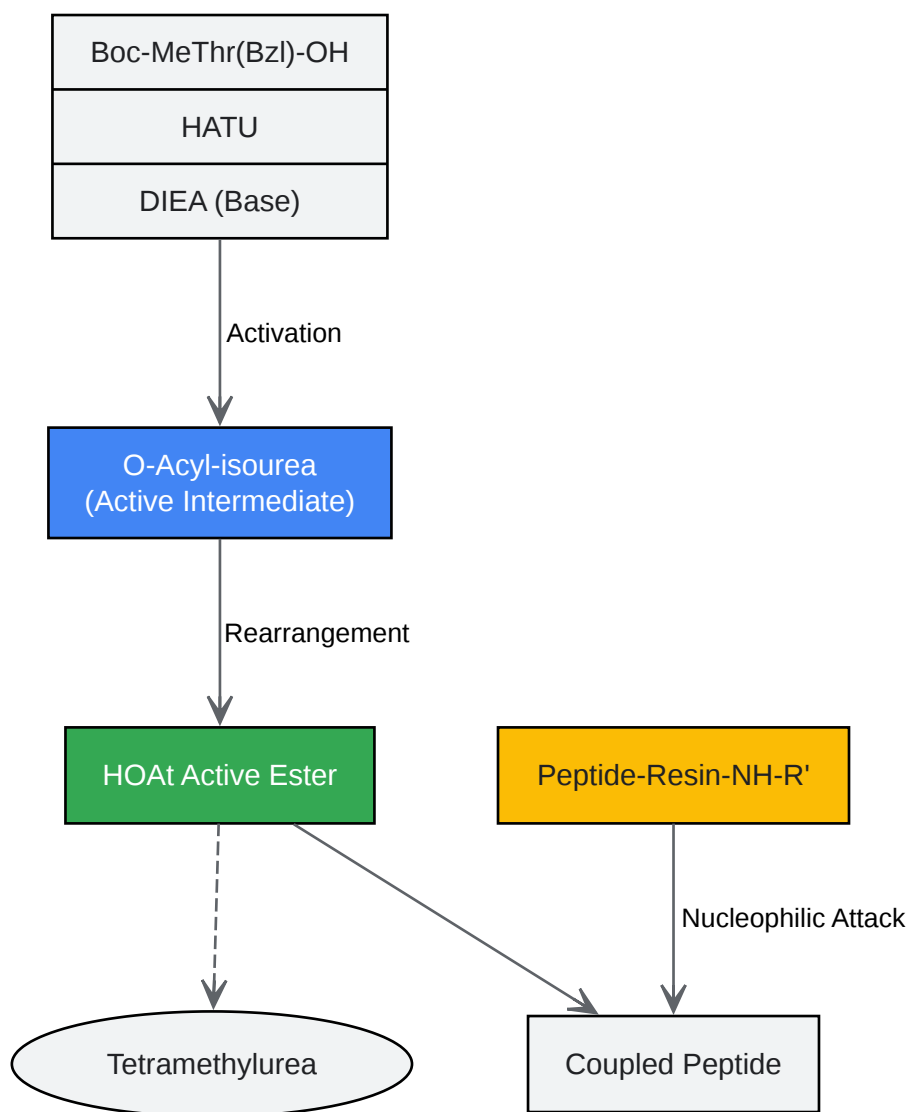 Boc-MeThr(Bzl)-OH
HATU
DIEA (Base)
Activation
O-Acyl-isourea
(Active Intermediate)
Rearrangement
HOAt Active Ester
Peptide-Resin-NH-R'
Nucleophilic Attack
Tetramethylurea
Coupled Peptide